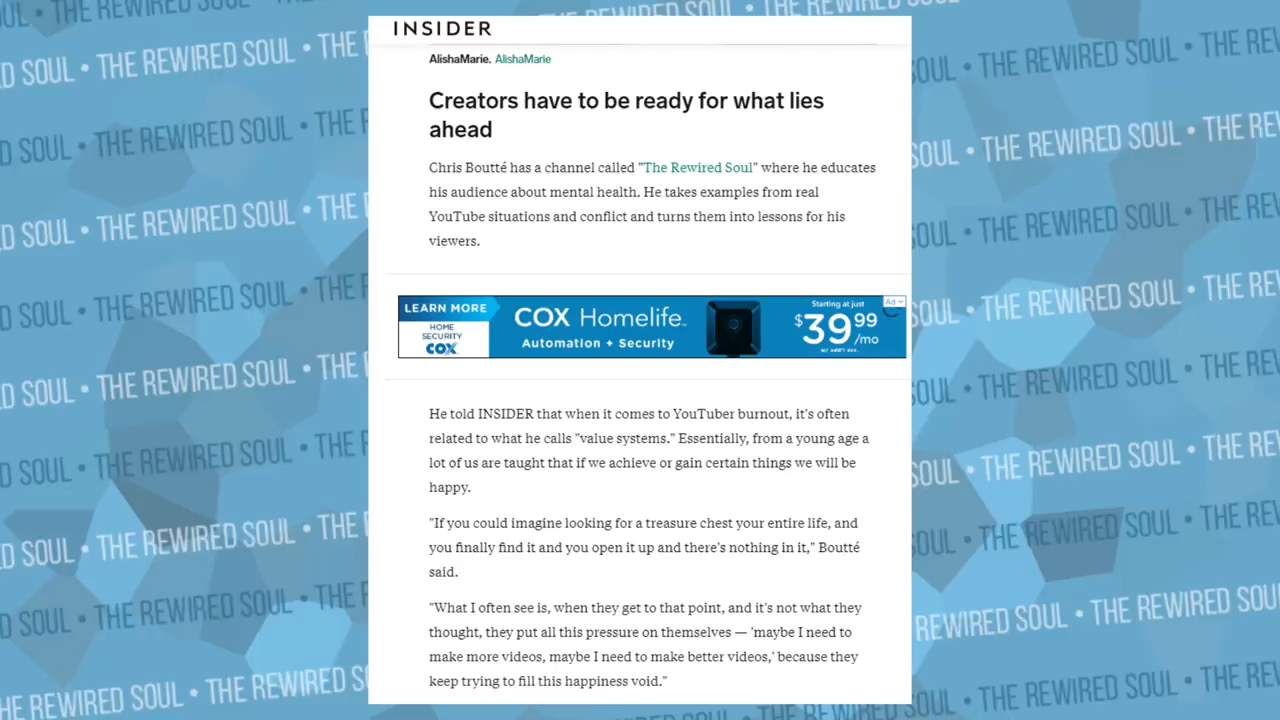 INSIDER
AlishaMarie. AlishaMarie
Creators have to be ready for what lies
ahead
Chris Boutté has a channel called "The Rewired Soul" where he educates
his audience about mental health. He takes examples from real
YouTube situations and conflict and turns them into lessons for his
viewers.
LEARN MORE
HOME
SECURITY
COX
COX Homelife
Automation + Security
Starting at just
$39.99/mo
Ad
He told INSIDER that when it comes to YouTuber burnout, it's often
related to what he calls "value systems." Essentially, from a young age a
lot of us are taught that if we achieve or gain certain things we will be
happy.
"If you could imagine looking for a treasure chest your entire life, and
you finally find it and you open it up and there's nothing in it," Boutté
said.
"What I often see is, when they get to that point, and it's not what they
thought, they put all this pressure on themselves — 'maybe I need to
make more videos, maybe I need to make better videos,' because they
keep trying to fill this happiness void."
D SOUL • THE REWIRED SOUL • THE
D SOUL • THE REWIRED SOUL • THE RE
REWIRED SOUL • THE REWIRED SOUL